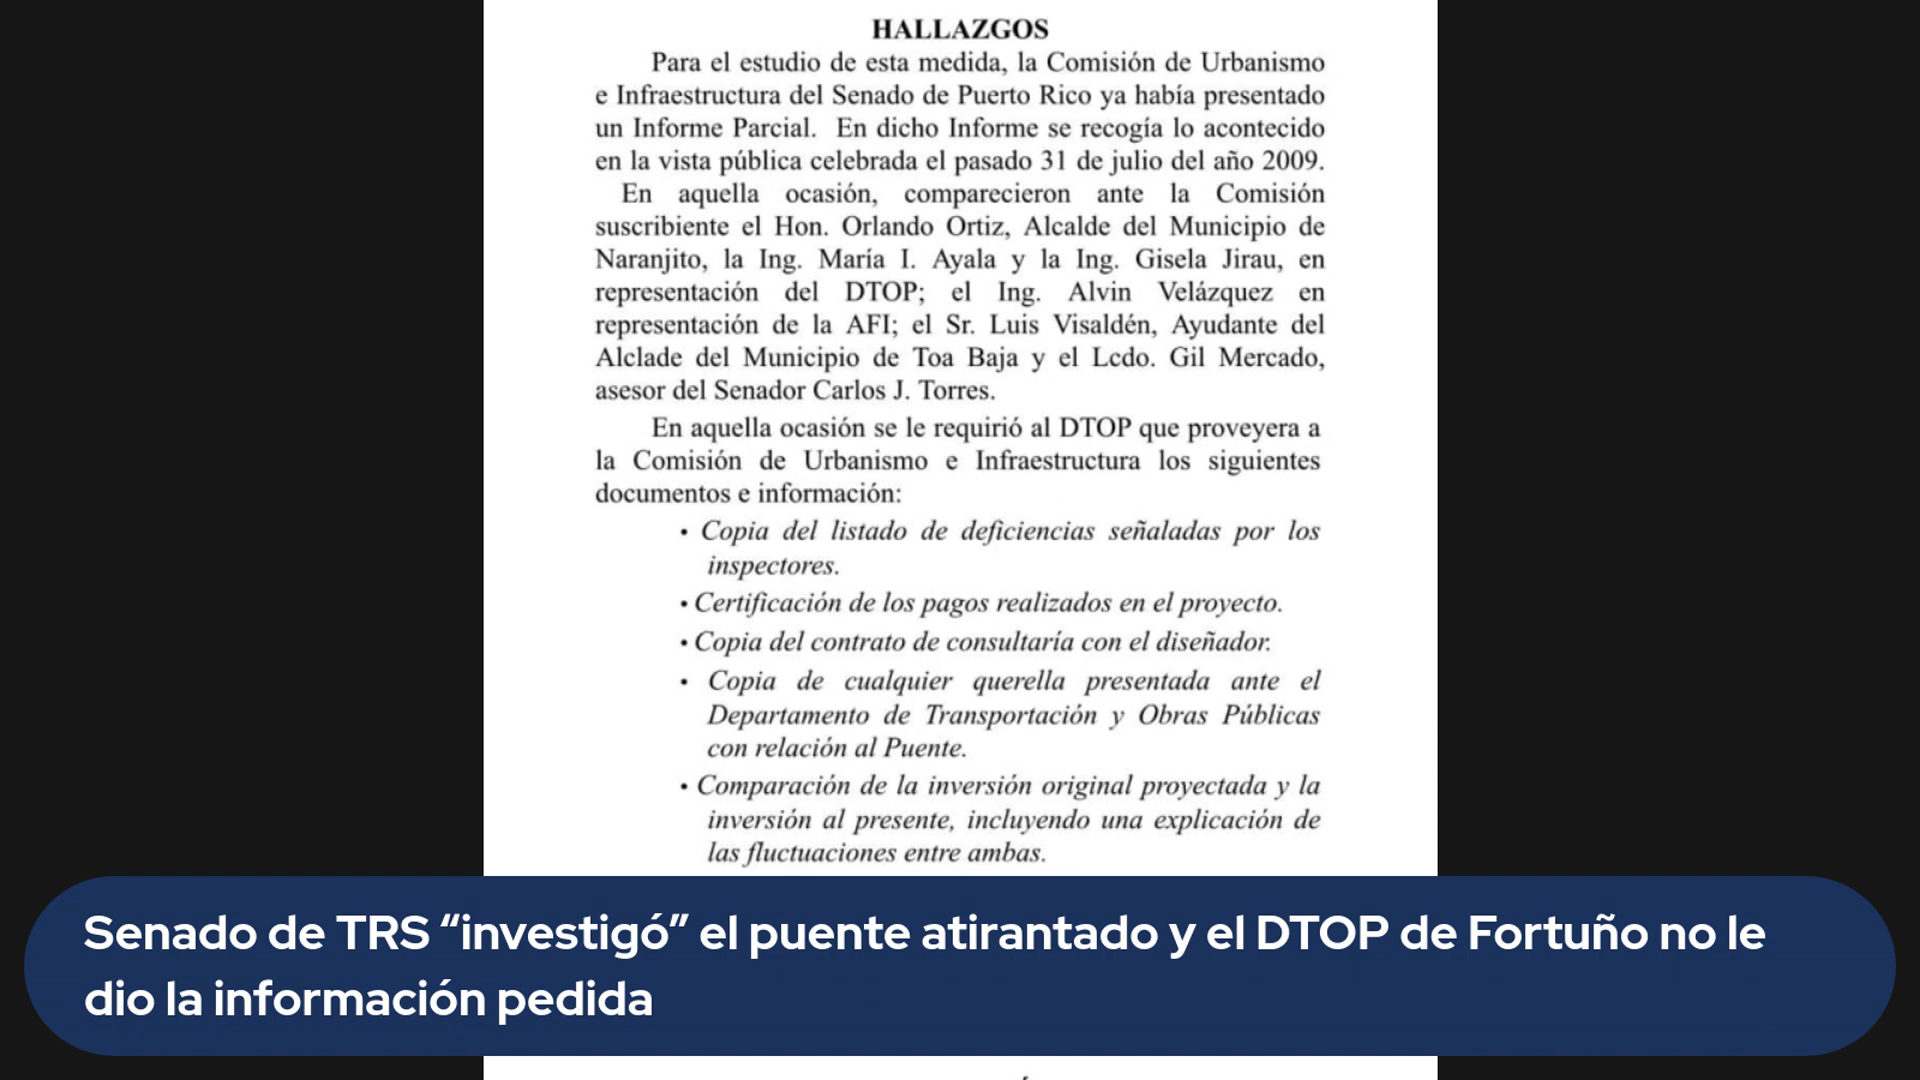 HALLAZGOS
Para el estudio de esta medida, la Comisión de Urbanismo
e Infraestructura del Senado de Puerto Rico ya había presentado
un Informe Parcial. En dicho Informe se recogía lo acontecido
en la vista pública celebrada el pasado 31 de julio del año 2009.
En aquella ocasión, comparecieron ante la Comisión
suscribiente el Hon. Orlando Ortiz, Alcalde del Municipio de
Naranjito, la Ing. María I. Ayala y la Ing. Gisela Jirau, en
representación del DTOP; el Ing. Alvin Velázquez en
representación de la AFI; el Sr. Luis Visaldén, Ayudante del
Alclade del Municipio de Toa Baja y el Lcdo. Gil Mercado,
asesor del Senador Carlos J. Torres.
En aquella ocasión se le requirió al DTOP que proveyera a
la Comisión de Urbanismo e Infraestructura los siguientes
documentos e información:
• Copia del listado de deficiencias señaladas por los
inspectores.
• Certificación de los pagos realizados en el proyecto.
• Copia del contrato de consultaría con el diseñador.
• Copia de cualquier querella presentada ante el
Departamento de Transportación y Obras Públicas
con relación al Puente.
• Comparación de la inversión original proyectada y la
inversión al presente, incluyendo una explicación de
las fluctuaciones entre ambas.
Senado de TRS “investigó” el puente atirantado y el DTOP de Fortuño no le
dio la información pedida